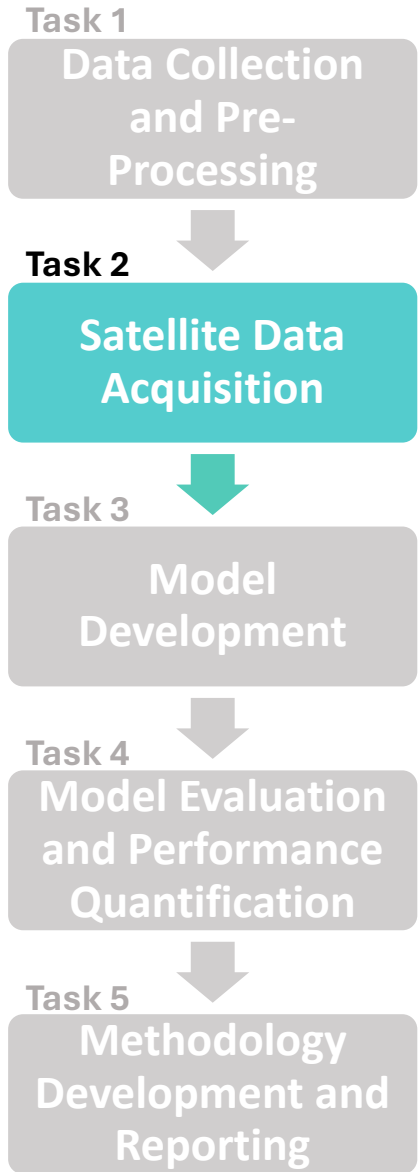 Task 1
Data Collection
and Pre-
Processing
Task 2
Satellite Data
Acquisition
Task 3
Model
Development
Task 4
Model Evaluation
and Performance
Quantification
Task 5
Methodology
Development and
Reporting